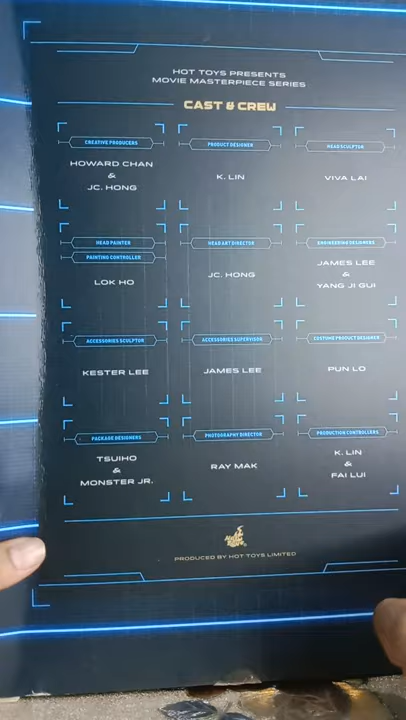 HOT TOYS PRESENTS
MOVIE MASTERPIECE SERIES
CAST & CREW
CREATIVE PRODUCERS
HOWARD CHAN
&
JC. HONG
PRODUCT DESIGNER
K. LIN
HEAD SCULPTOR
VIVA LAI
HEAD PAINTER
PAINTING CONTROLLER
LOK HO
HEAD ART DIRECTOR
JC. HONG
ENGINEERING DESIGNERS
JAMES LEE
&
YANG JI GUI
ACCESSORIES SCULPTOR
KESTER LEE
ACCESSORIES SUPERVISOR
JAMES LEE
COSTUME PRODUCT DESIGNER
PUN LO
PACKAGE DESIGNERS
TSUIHO
&
MONSTER JR.
PHOTOGRAPHY DIRECTOR
RAY MAK
PRODUCTION CONTROLLERS
K. LIN
&
FAI LUI
PRODUCED BY HOT TOYS LIMITED